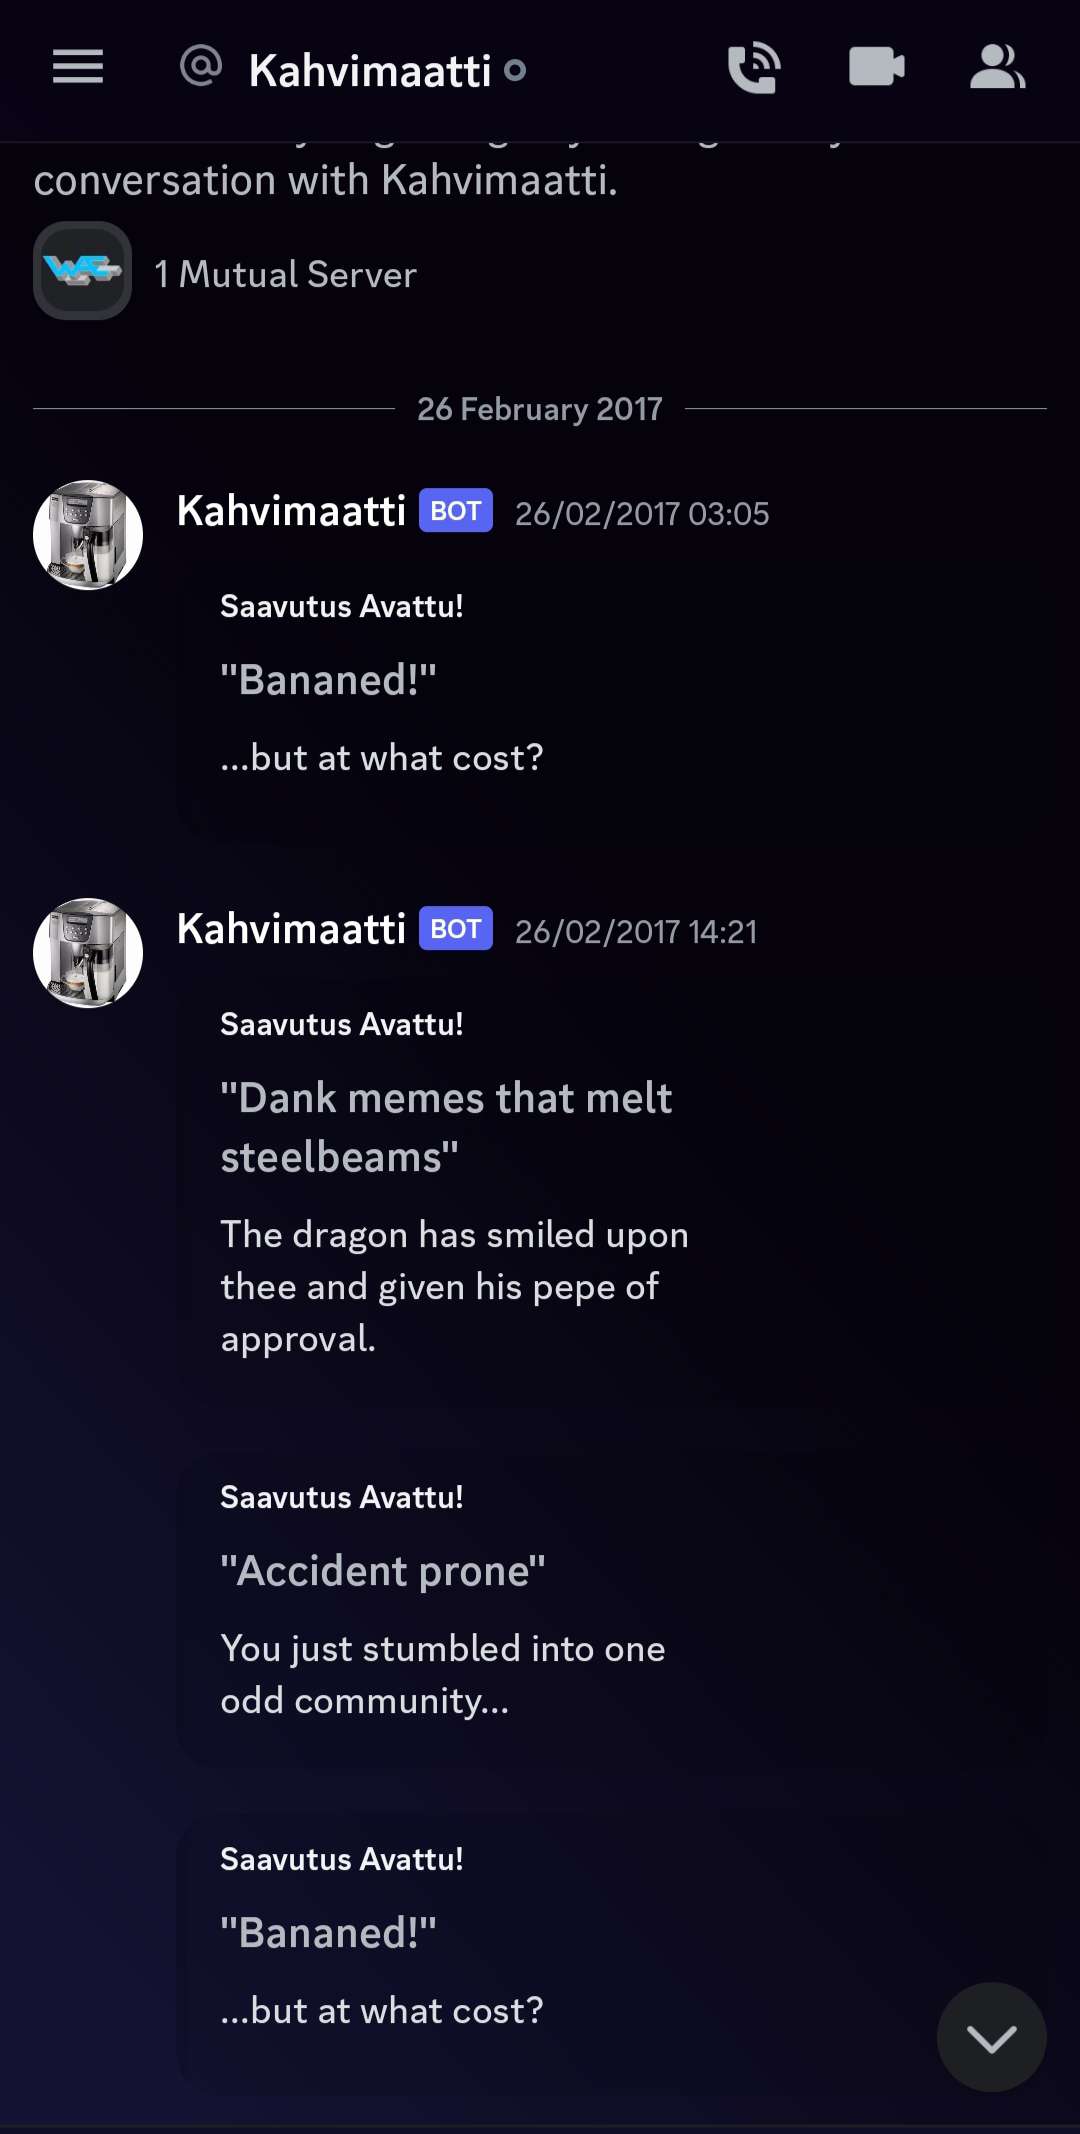 @ Kahvimaatti
conversation with Kahvimaatti.
1 Mutual Server
26 February 2017
Kahvimaatti BOT 26/02/2017 03:05
Saavutus Avattu!
"Bananed!"
...but at what cost?
Kahvimaatti BOT 26/02/2017 14:21
Saavutus Avattu!
"Dank memes that melt
steelbeams"
The dragon has smiled upon
thee and given his pepe of
approval.
Saavutus Avattu!
"Accident prone"
You just stumbled into one
odd community...
Saavutus Avattu!
"Bananed!"
...but at what cost?